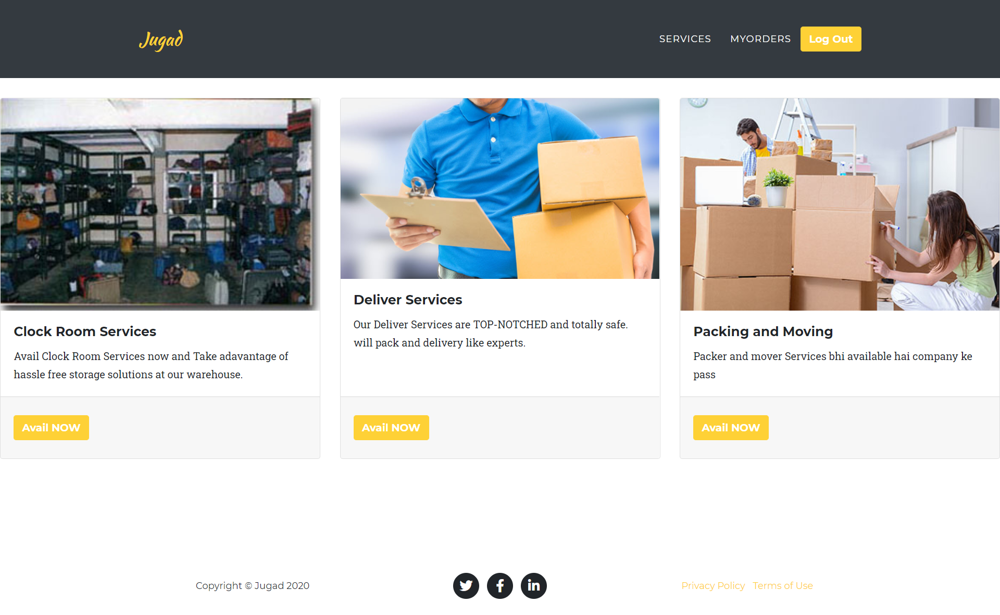 Jugad
SERVICES
MYORDERS
Log Out
Clock Room Services
Avail Clock Room Services now and Take adavantage of
hassle free storage solutions at our warehouse.
Avail NOW
Deliver Services
Our Deliver Services are TOP-NOTCHED and totally safe.
will pack and delivery like experts.
Avail NOW
Packing and Moving
Packer and mover Services bhi available hai company ke
pass
Avail NOW
Copyright © Jugad 2020
Privacy Policy
Terms of Use